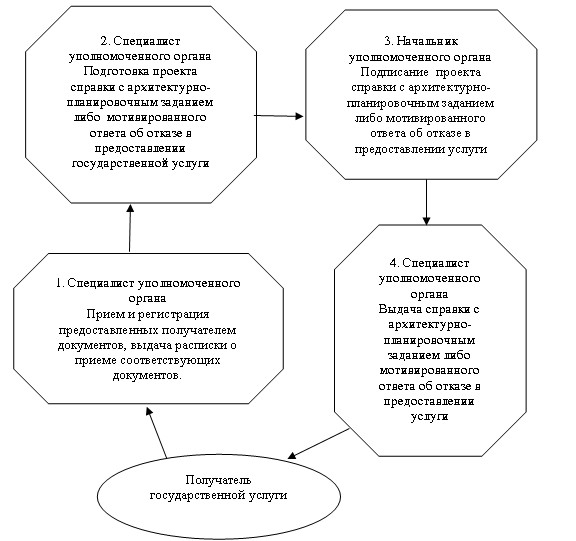 2. Специалист
уполномоченного органа
Подготовка проекта
справки с архитектурно-
планировочным заданием
либо мотивированного
ответа об отказе в
предоставлении
государственной услуги
3. Начальник
уполномоченного органа
Подписание проекта
справки с архитектурно-
планировочным заданием
либо мотивированного
ответа об отказе в
предоставлении услуги
1. Специалист уполномоченного
органа
Прием и регистрация
предоставленных получателем
документов, выдача расписки о
приеме соответствующих
документов.
4. Специалист
уполномоченного
органа
Выдача справки с
архитектурно-
планировочным
заданием либо
мотивированного
ответа об отказе в
предоставлении
услуги
Получатель
государственной услуги